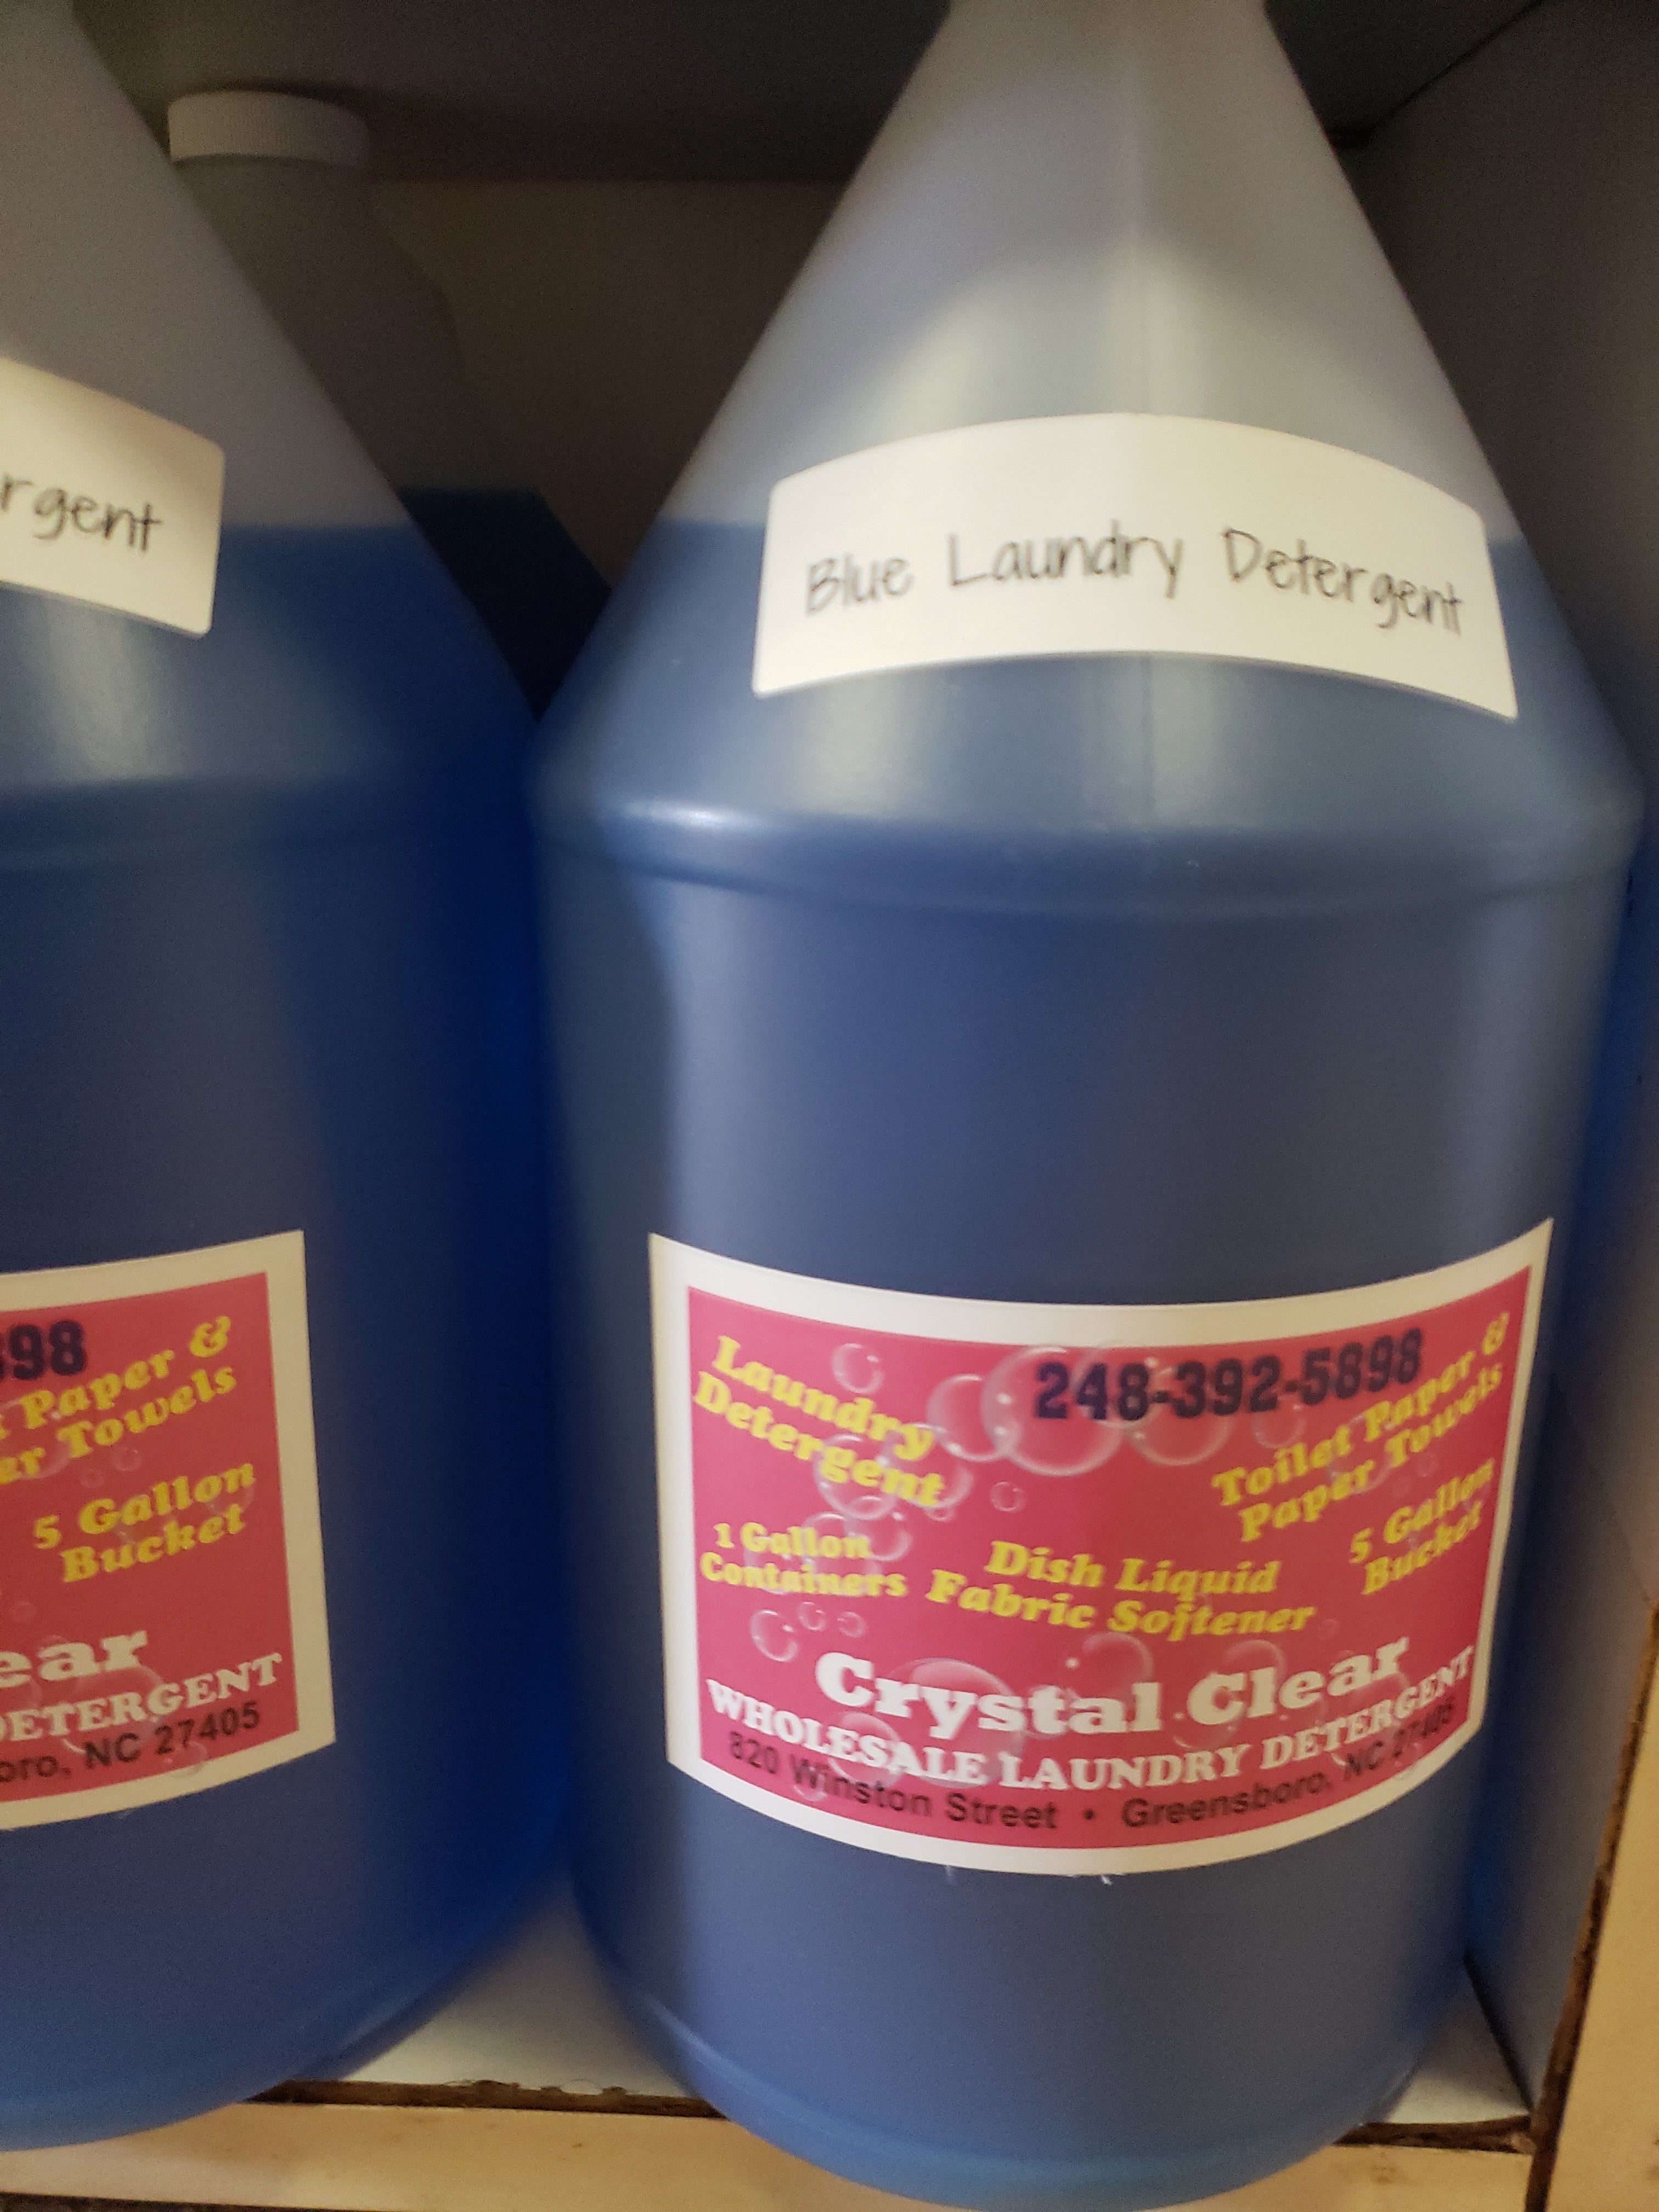 rgent
898
Paper &
er Towels
5 Gallon
Bucket
ear
DETERGENT
oro, NC 27405
Blue Laundry Detergent
248-392-5898
Laundry
Detergent
Toilet Paper &
Paper Towels
1 Gallon
Containers
Dish Liquid
Fabric Softener
5 Gallon
Bucket
Crystal Clear
WHOLESALE LAUNDRY DETERGENT
820 Winston Street • Greensboro, NC 27405